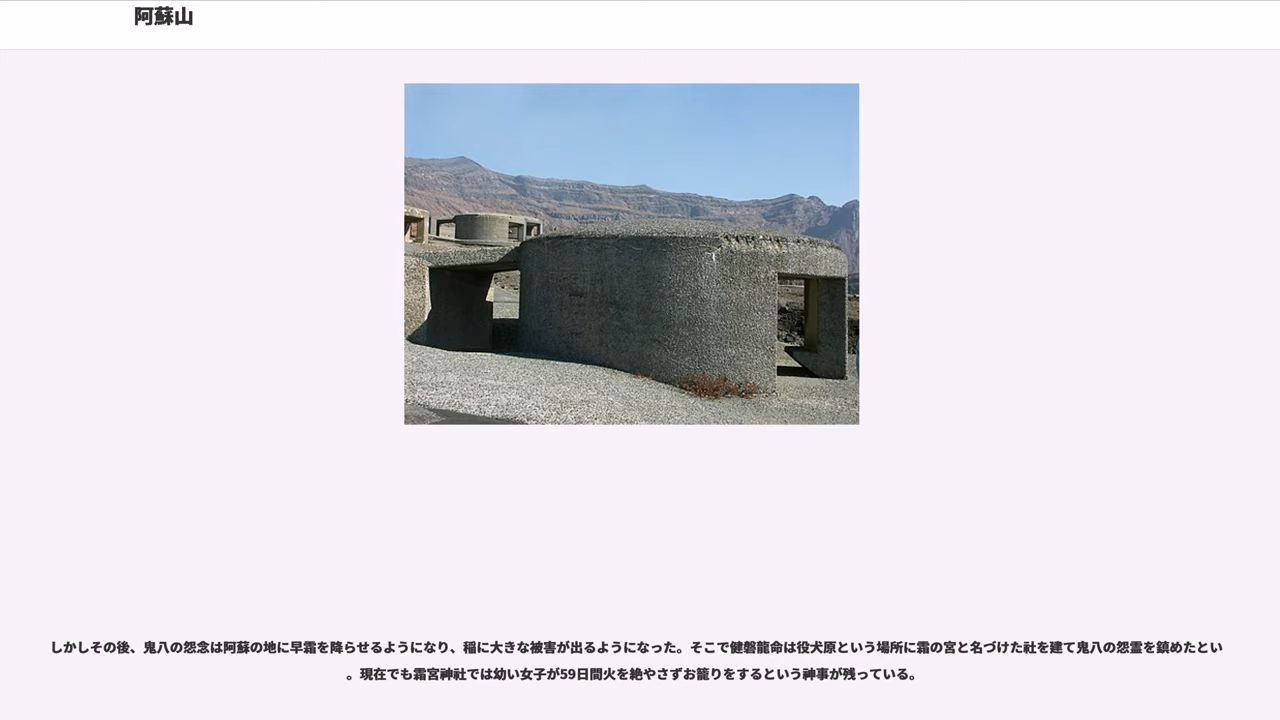 阿蘇山
しかしその後、鬼八の怨念は阿蘇の地に早霜を降らせるようになり、稲に大きな被害が出るようになった。そこで健磐龍命は役犬原という場所に霜の宮と名づけた社を建て鬼八の怨霊を鎮めたとい
。現在でも霜宮神社では幼い女子が59日間火を絶やさずお籠りをするという神事が残っている。